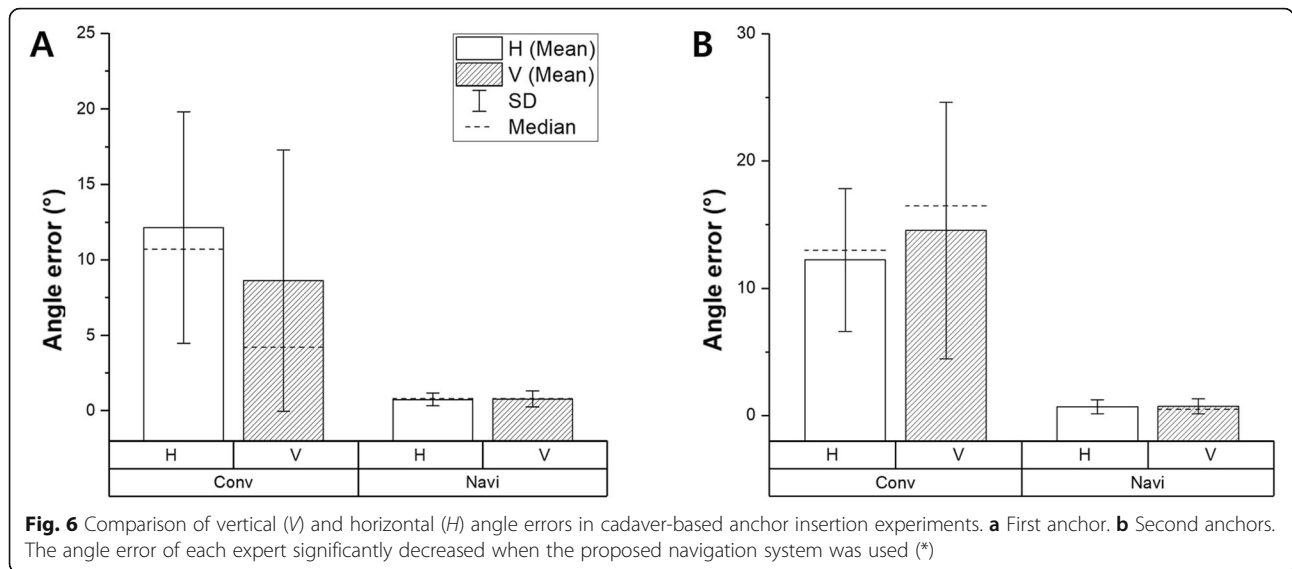 A
B
H (Mean)
V (Mean)
SD
Median
Angle error (°)
25
20
15
10
5
0
H V H V
Conv Navi
Angle error (°)
30
20
10
0
H V H V
Conv Navi
Fig. 6 Comparison of vertical (V) and horizontal (H) angle errors in cadaver-based anchor insertion experiments. a First anchor. b Second anchors.
The angle error of each expert significantly decreased when the proposed navigation system was used (*)